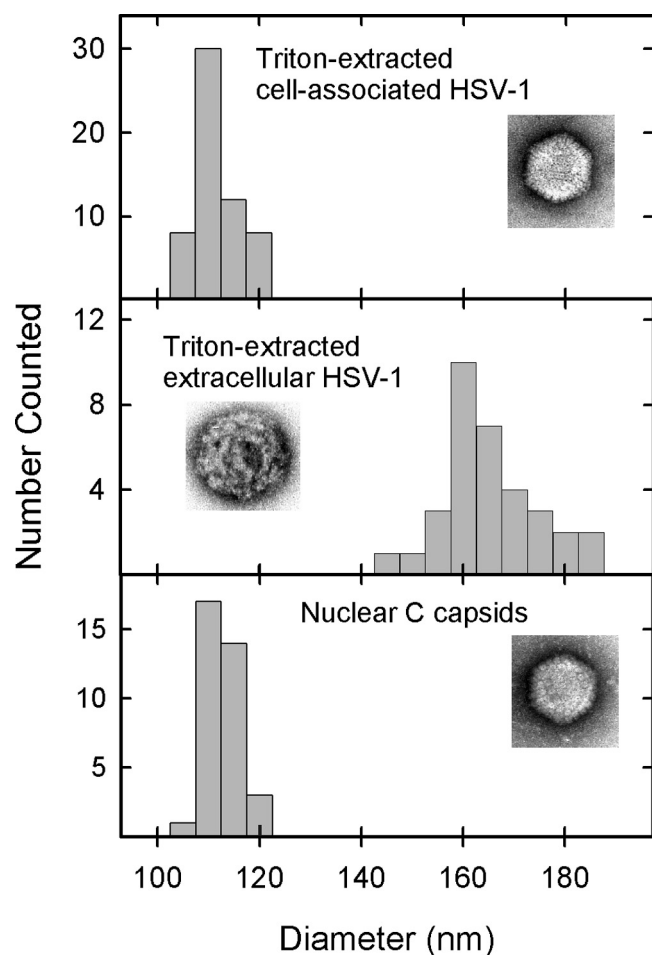 30
20
10
Triton-extracted
cell-associated HSV-1
Number Counted
12
8
4
Triton-extracted
extracellular HSV-1
15
10
5
Nuclear C capsids
100 120 140 160 180
Diameter (nm)